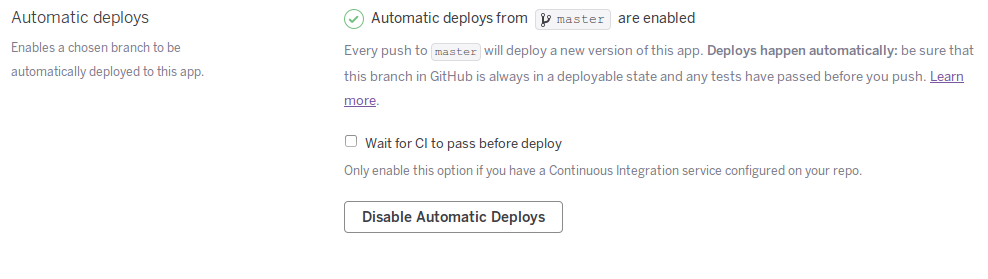 Automatic deploys
Enables a chosen branch to be
automatically deployed to this app.
Automatic deploys from master are enabled
Every push to master will deploy a new version of this app. Deploys happen automatically: be sure that
this branch in GitHub is always in a deployable state and any tests have passed before you push. Learn
more.
Wait for CI to pass before deploy
Only enable this option if you have a Continuous Integration service configured on your repo.
Disable Automatic Deploys